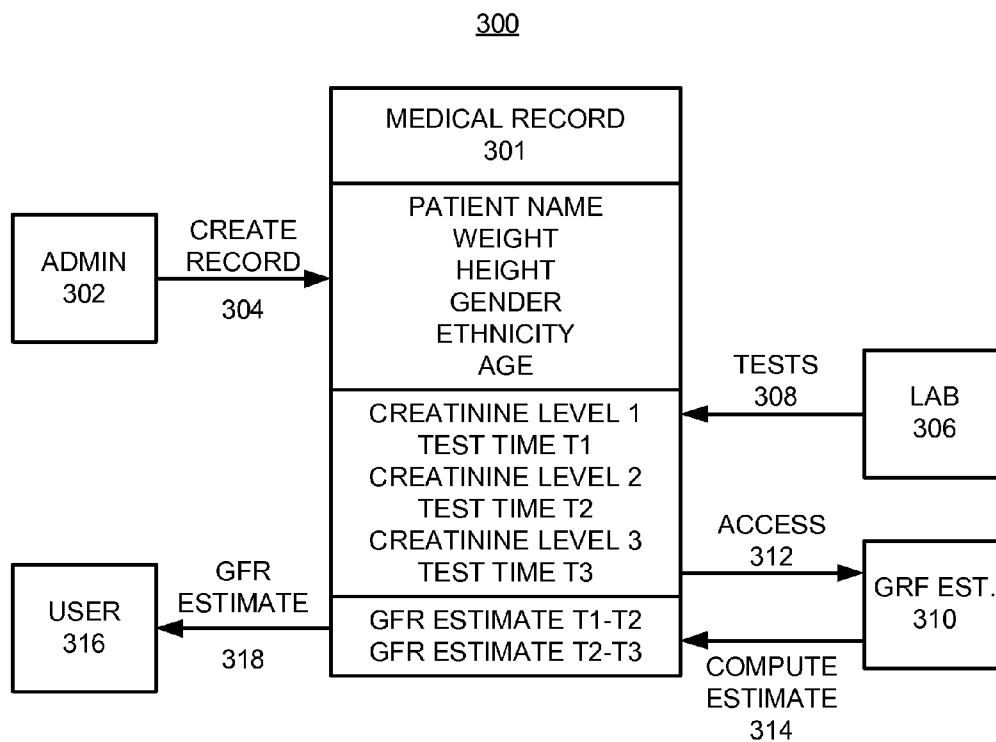 300
MEDICAL RECORD
301
PATIENT NAME
WEIGHT
HEIGHT
GENDER
ETHNICITY
AGE
ADMIN
302
CREATE
RECORD
304
TESTS
308
LAB
306
CREATININE LEVEL 1
TEST TIME T1
CREATININE LEVEL 2
TEST TIME T2
CREATININE LEVEL 3
TEST TIME T3
ACCESS
312
GRF EST.
310
GFR ESTIMATE T1-T2
GFR ESTIMATE T2-T3
COMPUTE
ESTIMATE
314
GFR
ESTIMATE
318
USER
316